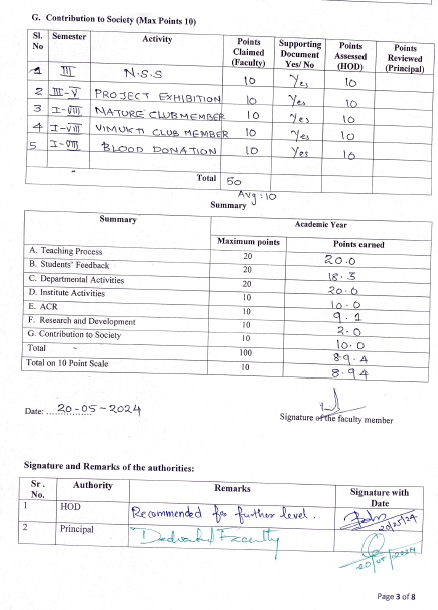 G. Contribution to Society (Max Points 10)
Sl. No Semester Activity Points Claimed (Faculty) Supporting Document Yes/ No Points Assessed (HOD) Points Reviewed (Principal)
1 III N.S.S 10 Yes 10
2 III-V PROJECT EXHIBITION 10 Yes 10
3 I-VIII NATURE CLUB MEMBER 10 Yes 10
4 I-VIII VIMUKTI CLUB MEMBER 10 Yes 10
5 I-VIII BLOOD DONATION 10 Yes 10
Total 50
Avg : 10
Summary
Summary Academic Year
Maximum points Points earned
A. Teaching Process 20 20.0
B. Students' Feedback 20 18.3
C. Departmental Activities 20 20.0
D. Institute Activities 10 10.0
E. ACR 10 9.1
F. Research and Development 10 2.0
G. Contribution to Society 10 10.0
Total 100 89.4
Total on 10 Point Scale 10 8.94
Date: 20-05-2024
Signature of the faculty member
Signature and Remarks of the authorities:
Sr. No. Authority Remarks Signature with Date
1 HOD Recommended for further level. 20/05/24
2 Principal Dedicated Faculty 20/05/2024
Page 3 of 8